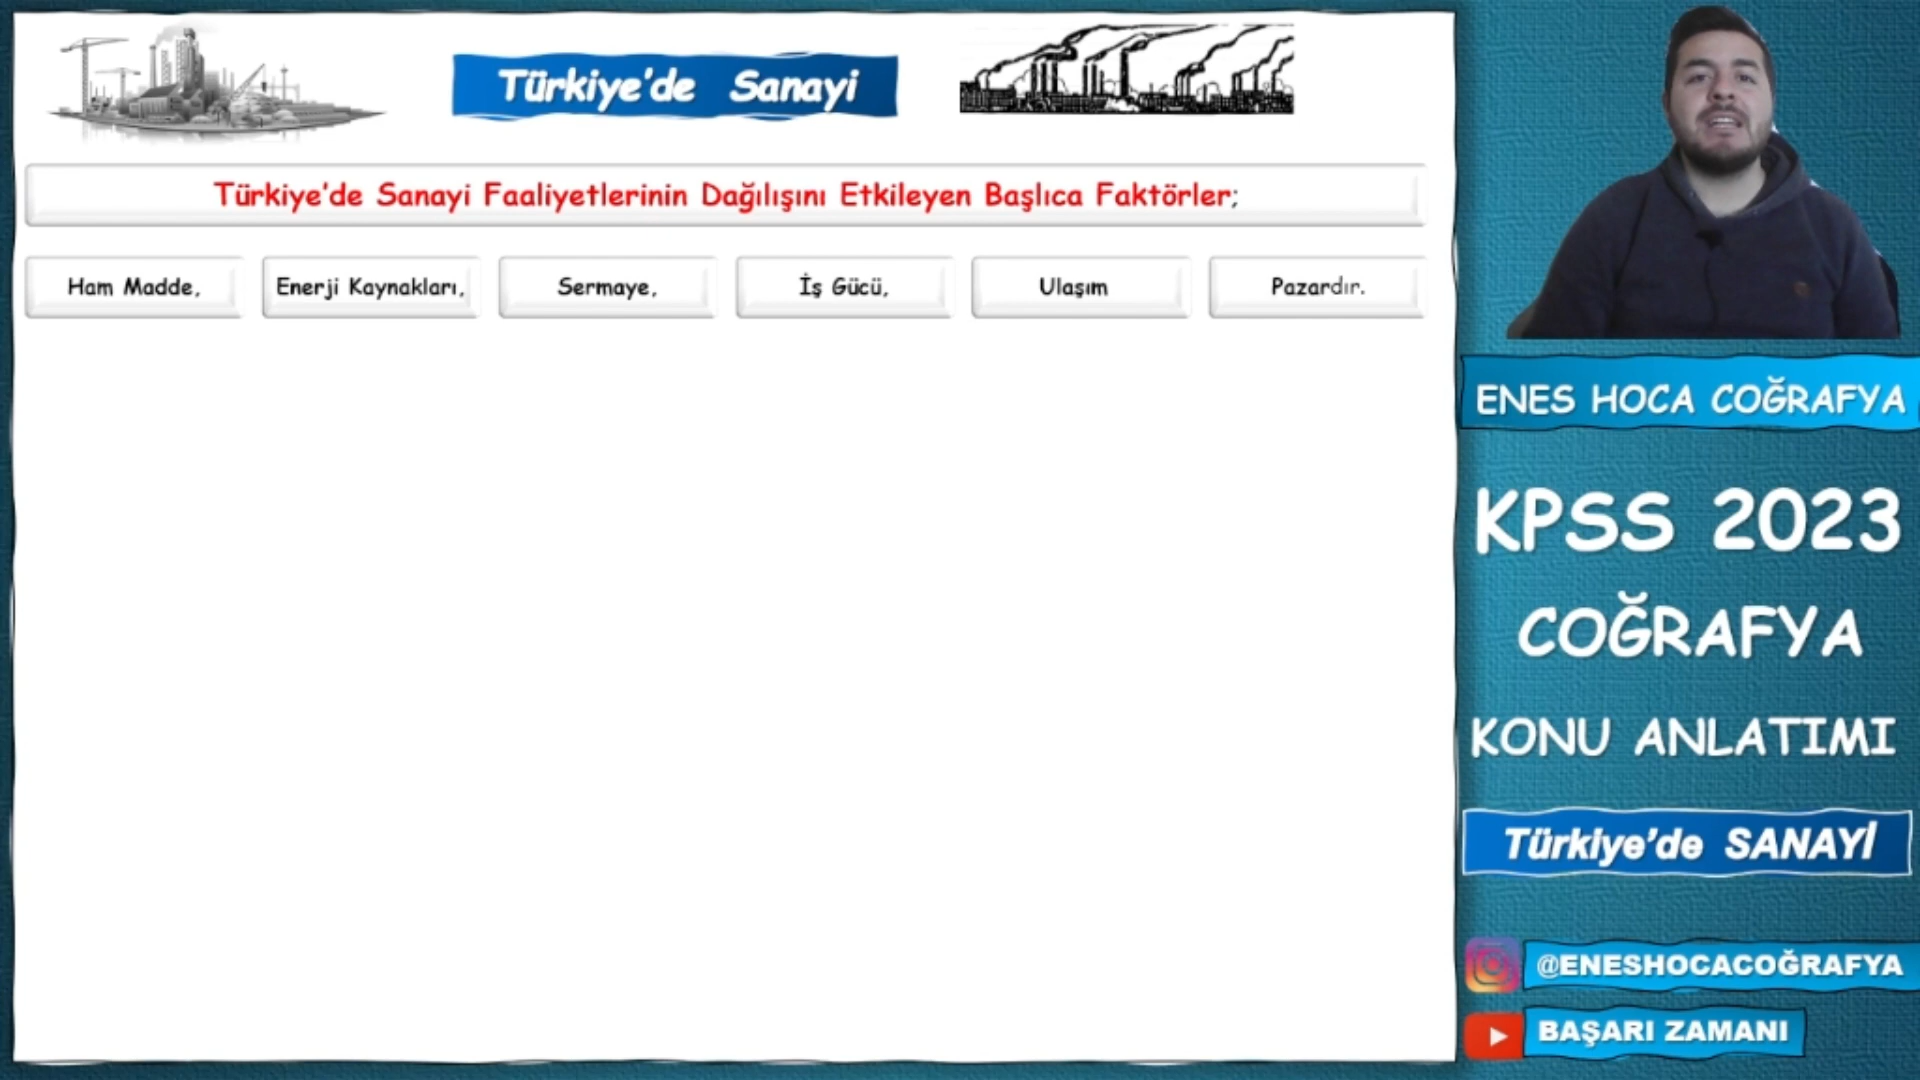 Türkiye'de Sanayi
Türkiye'de Sanayi Faaliyetlerinin Dağılışını Etkileyen Başlıca Faktörler;
Ham Madde,
Enerji Kaynakları,
Sermaye,
İş Gücü,
Ulaşım
Pazardır.
ENES HOCA COĞRAFYA
KPSS 2023
COĞRAFYA
KONU ANLATIMI
Türkiye'de SANAYİ
@ENESHOCACOĞRAFYA
BAŞARI ZAMANI